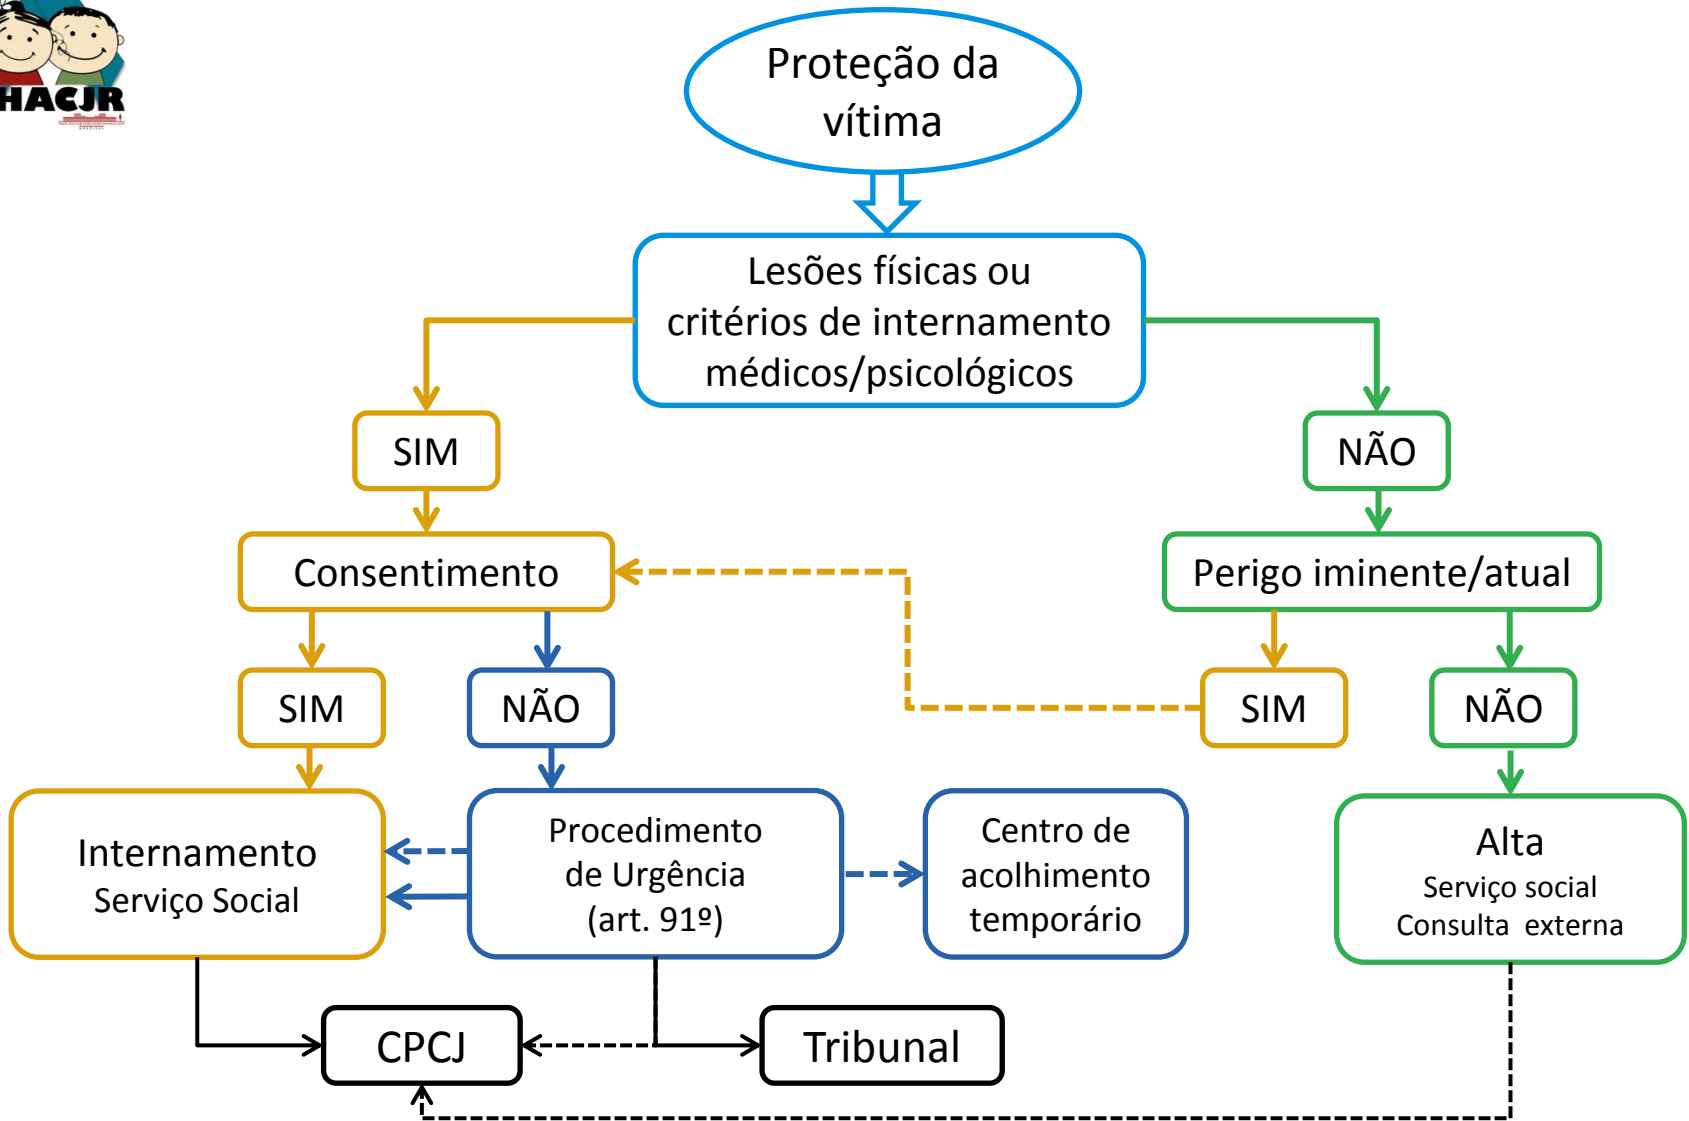 HACJR
Proteção da
vítima
Lesões físicas ou
critérios de internamento
médicos/psicológicos
SIM
NÃO
Consentimento
Perigo iminente/atual
SIM
NÃO
SIM
NÃO
Internamento
Serviço Social
Procedimento
de Urgência
(art. 91º)
Centro de
acolhimento
temporário
Alta
Serviço social
Consulta externa
CPCJ
Tribunal